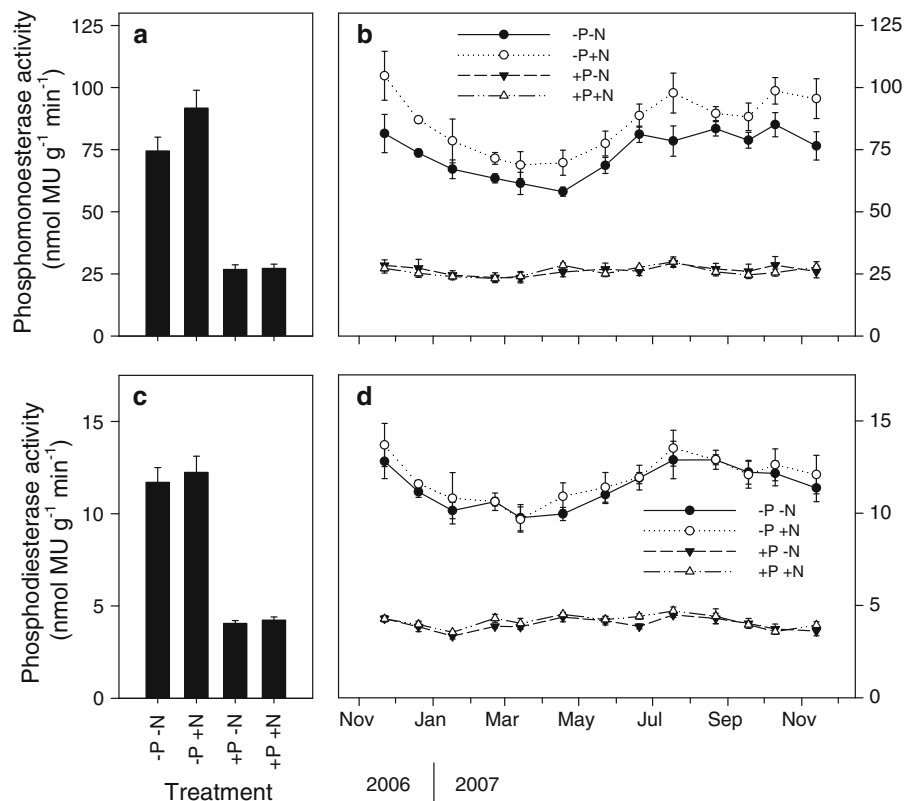 a
Phosphomonoesterase activity
(nmol MU g⁻¹ min⁻¹)
125
100
75
50
25
0
b
-P-N
-P+N
+P-N
+P+N
125
100
75
50
25
0
c
Phosphodiesterase activity
(nmol MU g⁻¹ min⁻¹)
15
10
5
0
-P -N
-P +N
+P -N
+P +N
Treatment
d
-P -N
-P +N
+P -N
+P +N
15
10
5
0
Nov Jan Mar May Jul Sep Nov
2006 2007